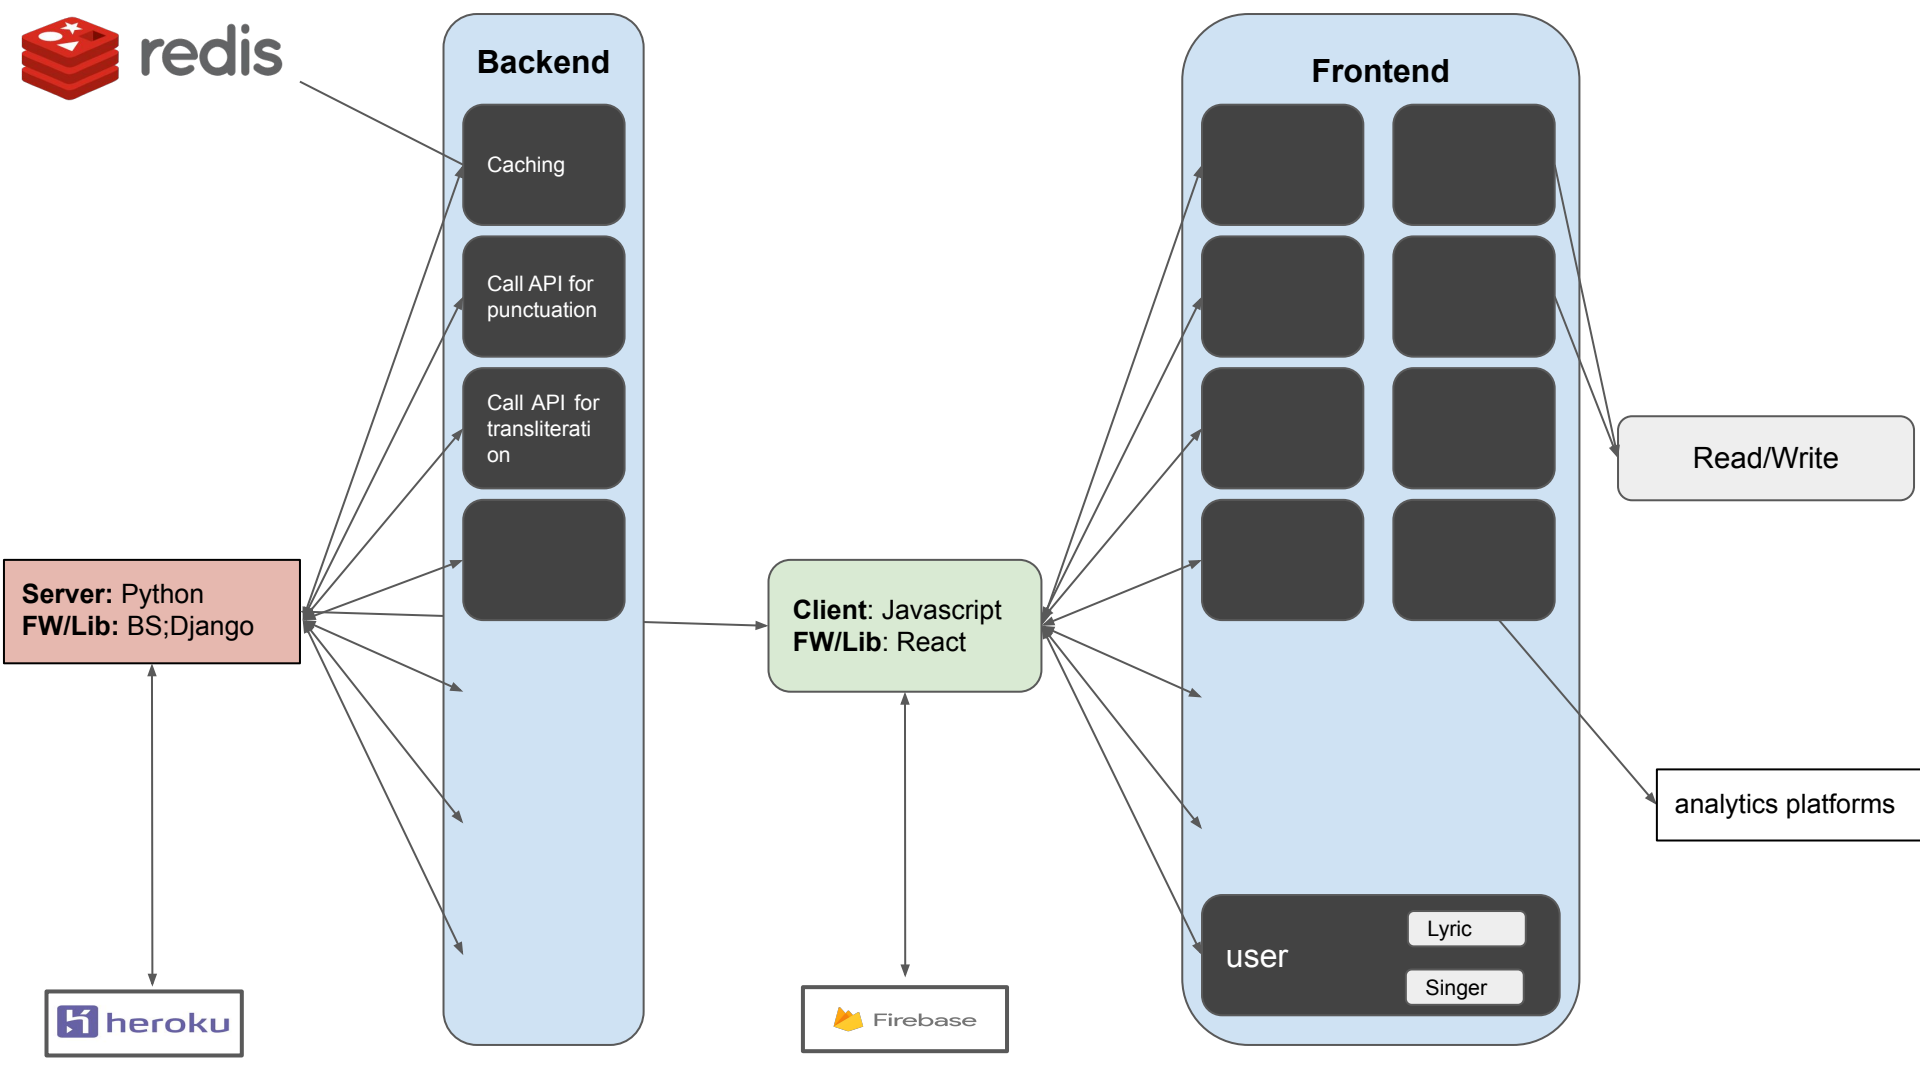 redis
Backend
Caching
Call API for
punctuation
Call API for
transliterati
on
Server: Python
FW/Lib: BS;Django
heroku
Client: Javascript
FW/Lib: React
Firebase
Frontend
user
Lyric
Singer
Read/Write
analytics platforms